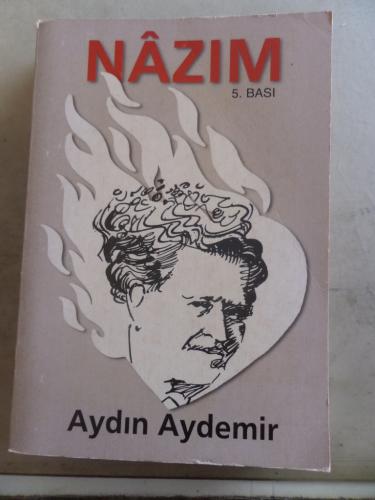 NÂZIM
5. BASI
Aydın Aydemir